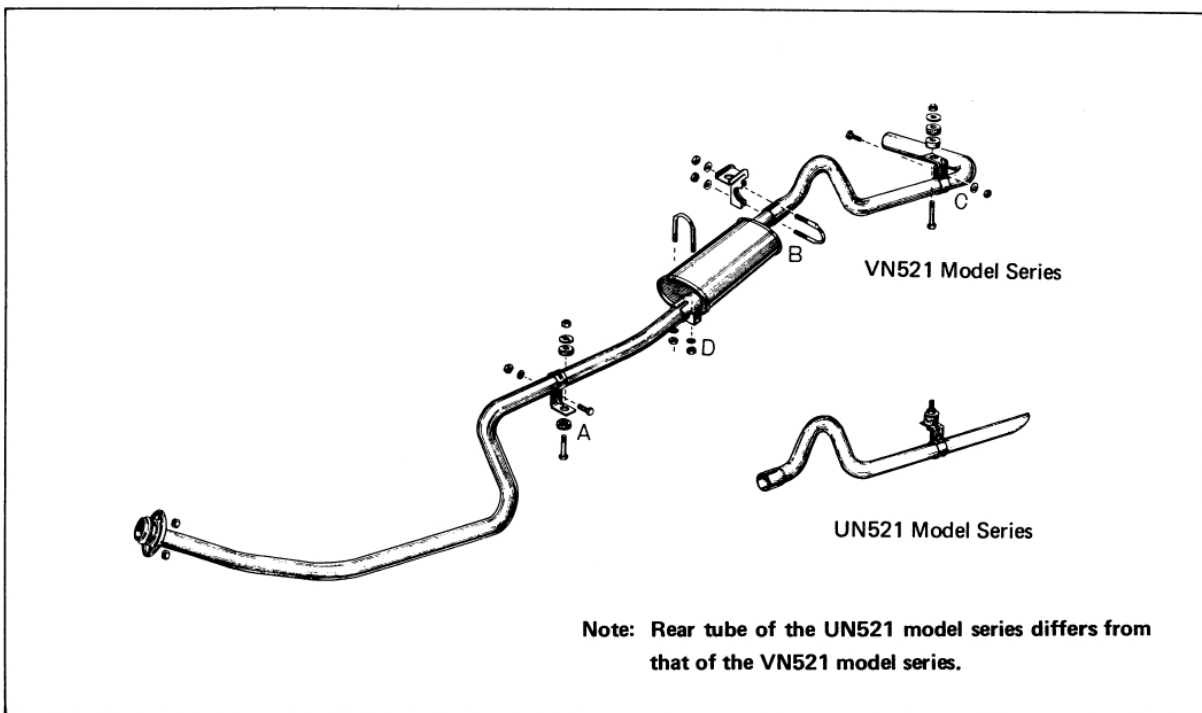 C
B
VN521 Model Series
D
A
UN521 Model Series
Note: Rear tube of the UN521 model series differs from
that of the VN521 model series.